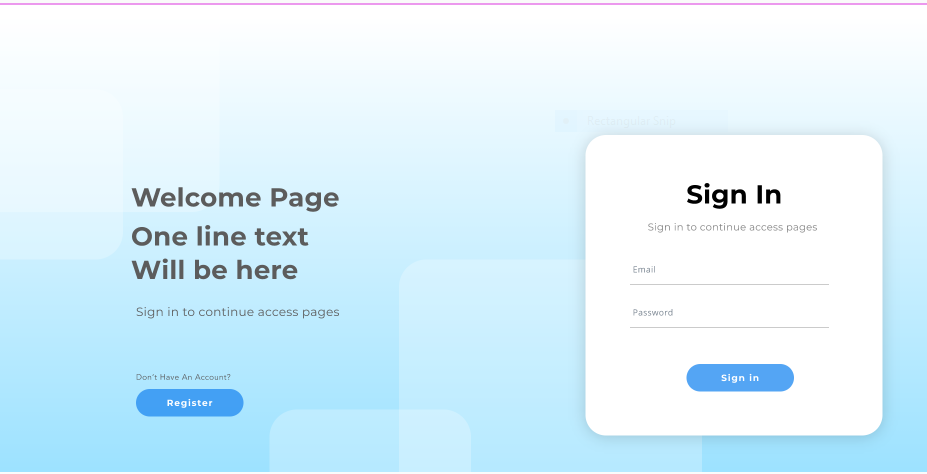 Rectangular Snip
Welcome Page
One line text
Will be here
Sign in to continue access pages
Don't Have An Account?
Register
Sign In
Sign in to continue access pages
Email
Password
Sign in